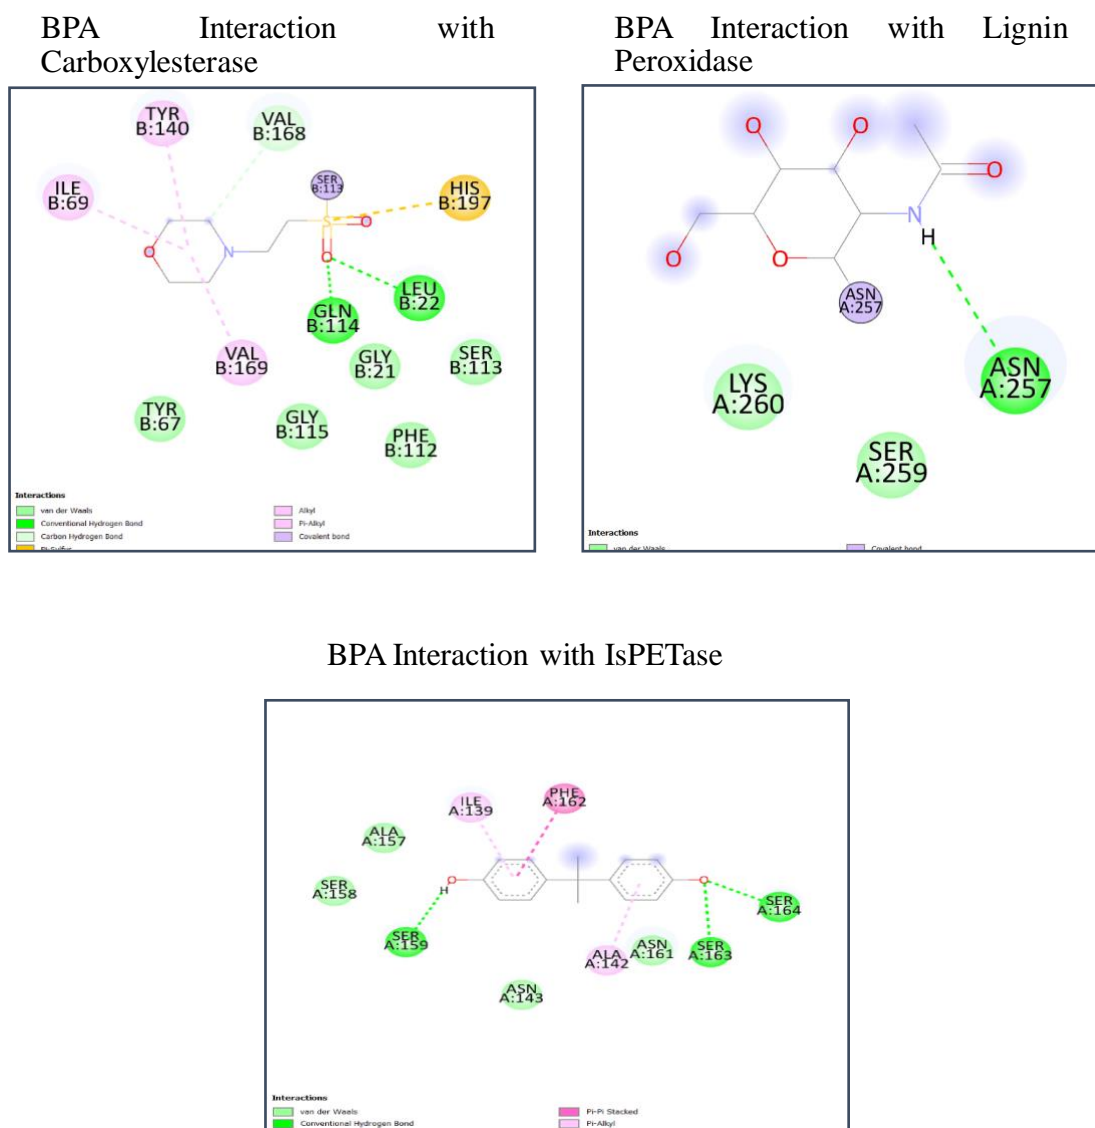 BPA Interaction with
Carboxylesterase
TYR
B:140
VAL
B:168
ILE
B:69
SER
B:113
HIS
B:197
O
N
S
O
O
LEU
B:22
GLN
B:114
VAL
B:169
GLY
B:21
SER
B:113
TYR
B:67
GLY
B:115
PHE
B:112
Interactions
van der Waals
Conventional Hydrogen Bond
Carbon Hydrogen Bond
Pi-Sulfur
Alkyl
Pi-Alkyl
Covalent bond
BPA Interaction with Lignin
Peroxidase
O
O
O
N
H
O
O
ASN
A:257
ASN
A:257
LYS
A:260
SER
A:259
Interactions
van der Waals
Covalent bond
BPA Interaction with IsPETase
ILE
A:139
PHE
A:162
ALA
A:157
SER
A:158
O
H
O
SER
A:164
SER
A:159
ALA
A:142
ASN
A:161
SER
A:163
ASN
A:143
Interactions
van der Waals
Conventional Hydrogen Bond
Pi-Pi Stacked
Pi-Alkyl